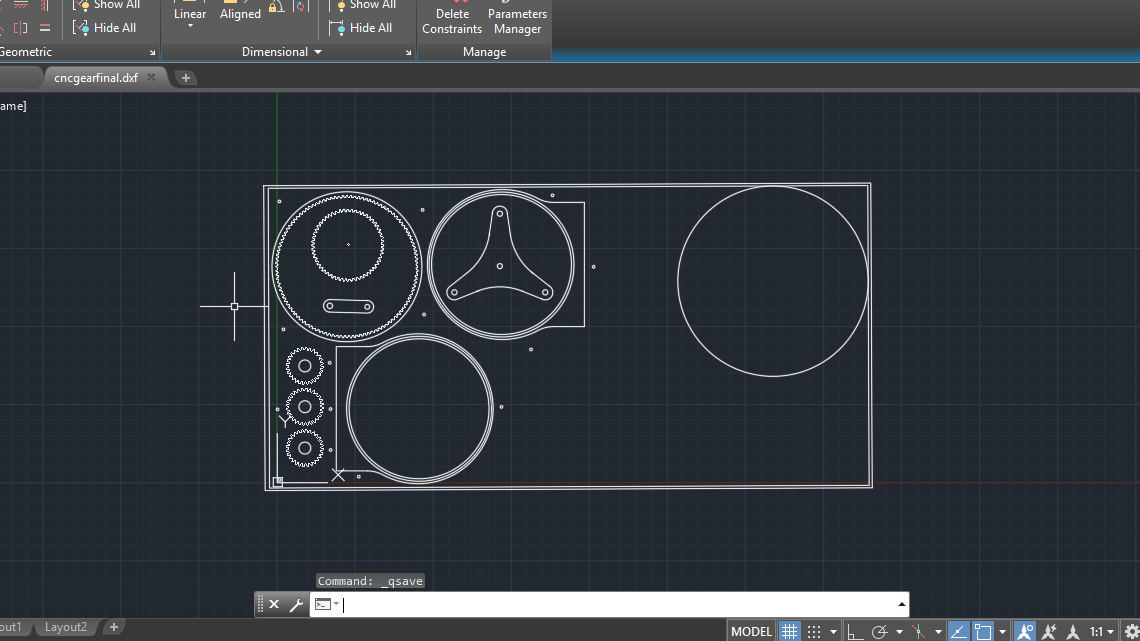 Show All
Linear
Aligned
Show All
Delete
Parameters
Hide All
Hide All
Constraints
Manager
Geometric
Dimensional
Manage
cncgearfinal.dxf
ame]
Y
X
Command: _qsave
out1
Layout2
MODEL
1:1